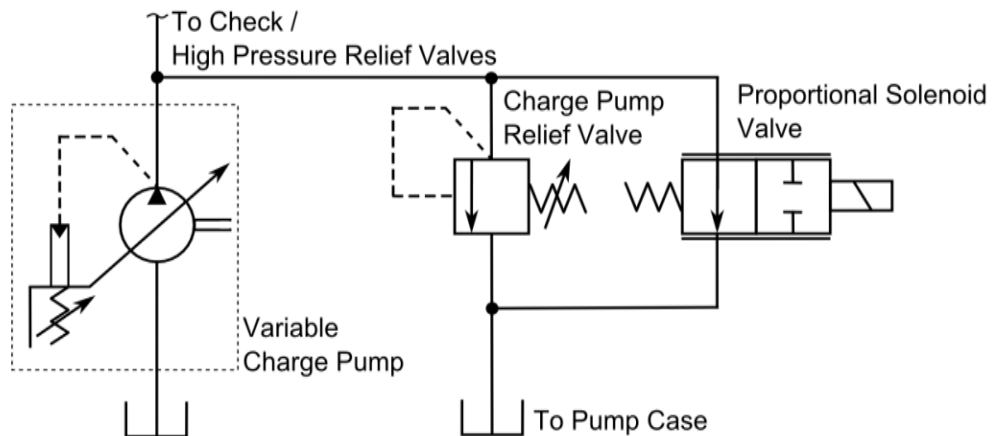 To Check /
High Pressure Relief Valves
Charge Pump
Relief Valve
Proportional Solenoid
Valve
Variable
Charge Pump
To Pump Case